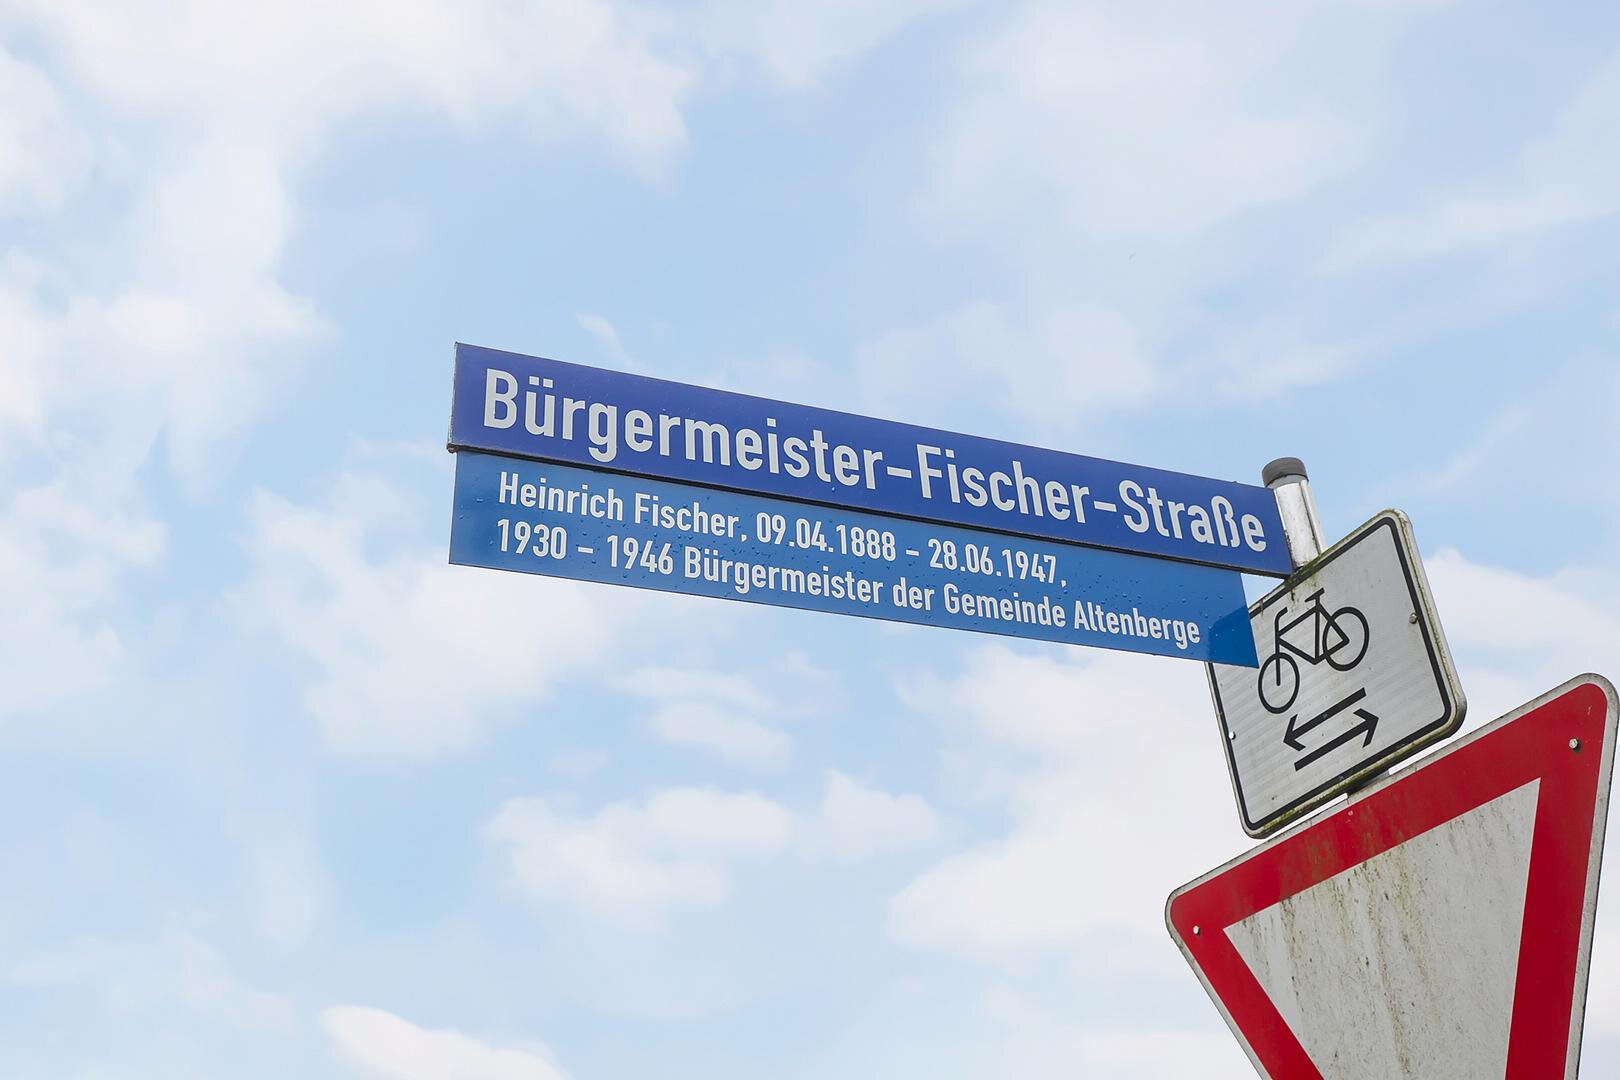 Bürgermeister-Fischer-Straße
Heinrich Fischer, 09.04.1888 - 28.06.1947,
1930 - 1946 Bürgermeister der Gemeinde Altenberge